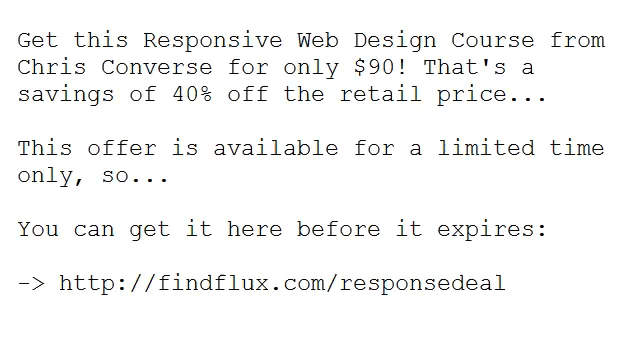 Get this Responsive Web Design Course from
Chris Converse for only $90! That's a
savings of 40% off the retail price...
This offer is available for a limited time
only, so...
You can get it here before it expires:
-> http://findflux.com/responsedeal